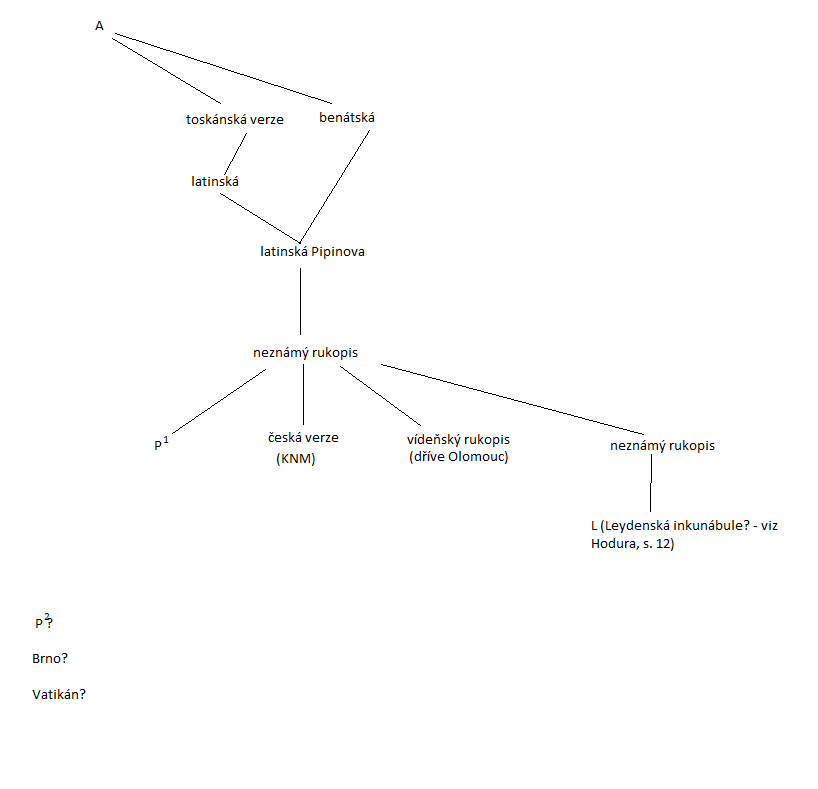 A
toskánská verze
benátská
latinská
latinská Pipinova
neznámý rukopis
P¹
česká verze
(KNM)
vídeňský rukopis
(dříve Olomouc)
neznámý rukopis
L (Leydenská inkunábule? - viz
Hodura, s. 12)
P²?
Brno?
Vatikán?